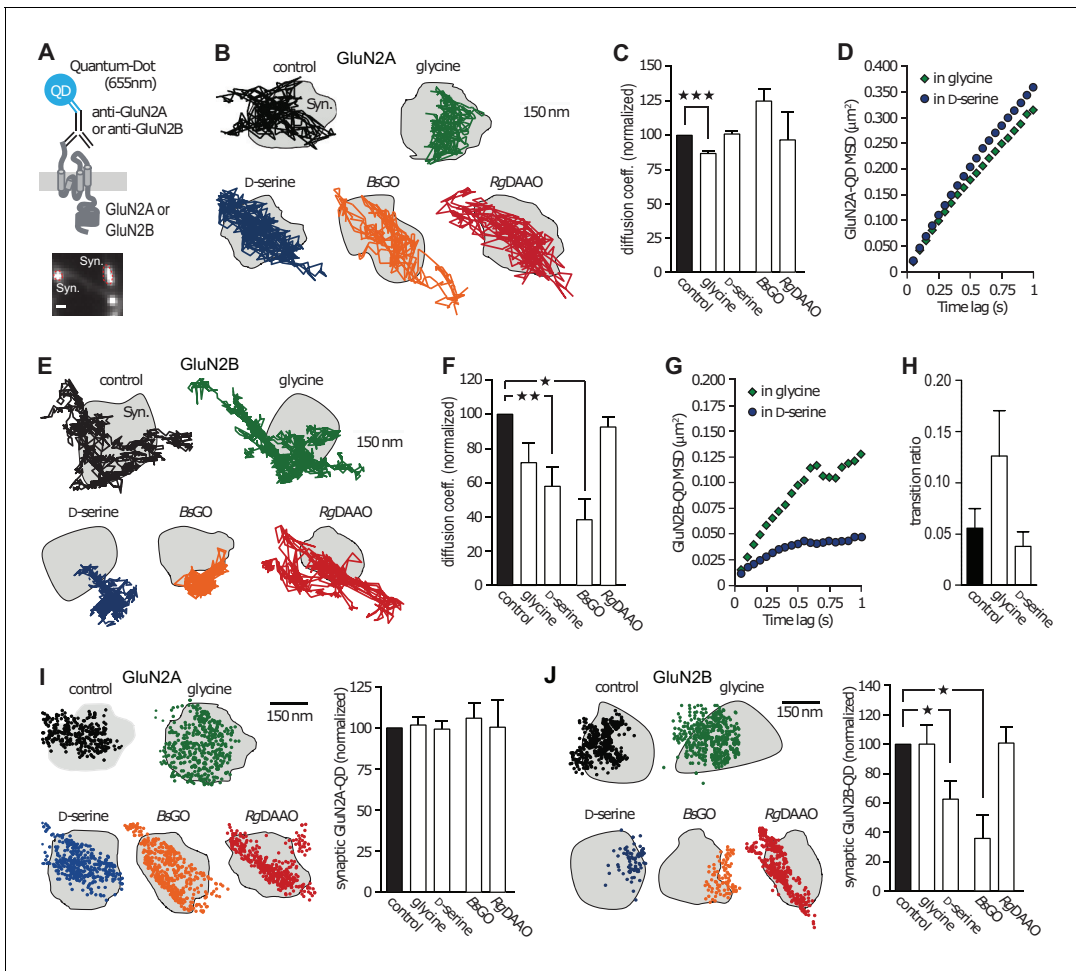 A
Quantum-Dot
(655nm)
QD
anti-GluN2A
or anti-GluN2B
GluN2A or
GluN2B
Syn.
Syn.
B
GluN2A
control
glycine
Syn.
150 nm
D-serine
BsGO
RgDAAO
C
diffusion coeff. (normalized)
150
125
100
75
50
25
0
★★★
control
glycine
D-serine
BsGO
RgDAAO
D
GluN2A-QD MSD (µm²)
0.400
0.350
0.300
0.250
0.200
0.150
0.100
0.050
0
in glycine
in D-serine
0.25
0.5
0.75
1
Time lag (s)
E
GluN2B
control
glycine
Syn.
150 nm
D-serine
BsGO
RgDAAO
F
diffusion coeff. (normalized)
120
100
80
60
40
20
0
★
★★
control
glycine
D-serine
BsGO
RgDAAO
G
GluN2B-QD MSD (µm²)
0.200
0.175
0.150
0.125
0.100
0.075
0.050
0.025
0
in glycine
in D-serine
0.25
0.5
0.75
1
Time lag (s)
H
transition ratio
0.20
0.15
0.10
0.05
0
control
glycine
D-serine
I
GluN2A
control
glycine
150 nm
D-serine
BsGO
RgDAAO
synaptic GluN2A-QD (normalized)
125
100
75
50
25
0
control
glycine
D-serine
BsGO
RgDAAO
J
GluN2B
control
glycine
150 nm
D-serine
BsGO
RgDAAO
synaptic GluN2B-QD (normalized)
140
120
100
80
60
40
20
0
★
★
control
glycine
D-serine
BsGO
RgDAAO